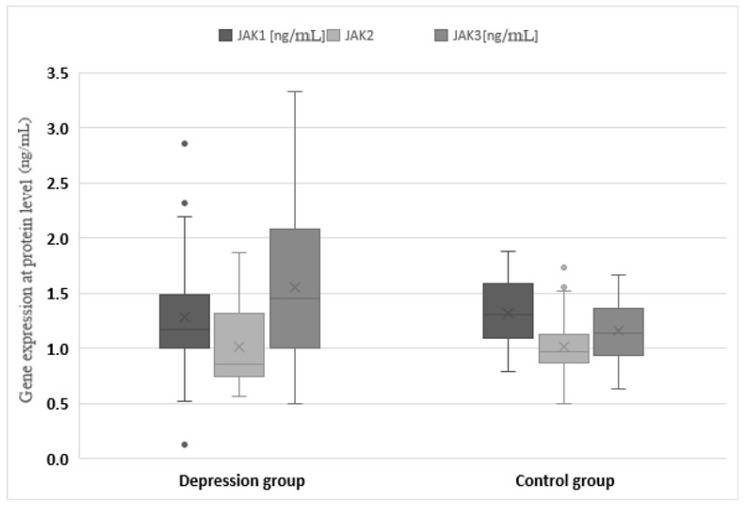 JAK1 [ng/mL] JAK2 JAK3[ng/mL]
Gene expression at protein level (ng/mL)
3.5
3.0
2.5
2.0
1.5
1.0
0.5
0.0
Depression group Control group